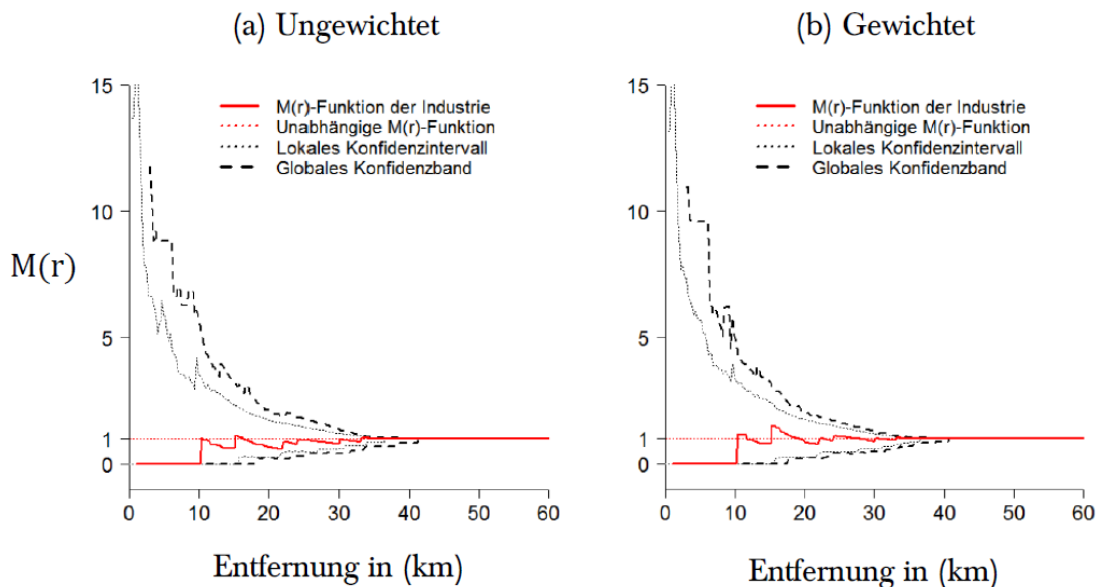 (a) Ungewichtet
15
10
5
1
0
M(r)-Funktion der Industrie
Unabhängige M(r)-Funktion
Lokales Konfidenzintervall
Globales Konfidenzband
M(r)
0 10 20 30 40 50 60
Entfernung in (km)
(b) Gewichtet
15
10
5
1
0
M(r)-Funktion der Industrie
Unabhängige M(r)-Funktion
Lokales Konfidenzintervall
Globales Konfidenzband
0 10 20 30 40 50 60
Entfernung in (km)